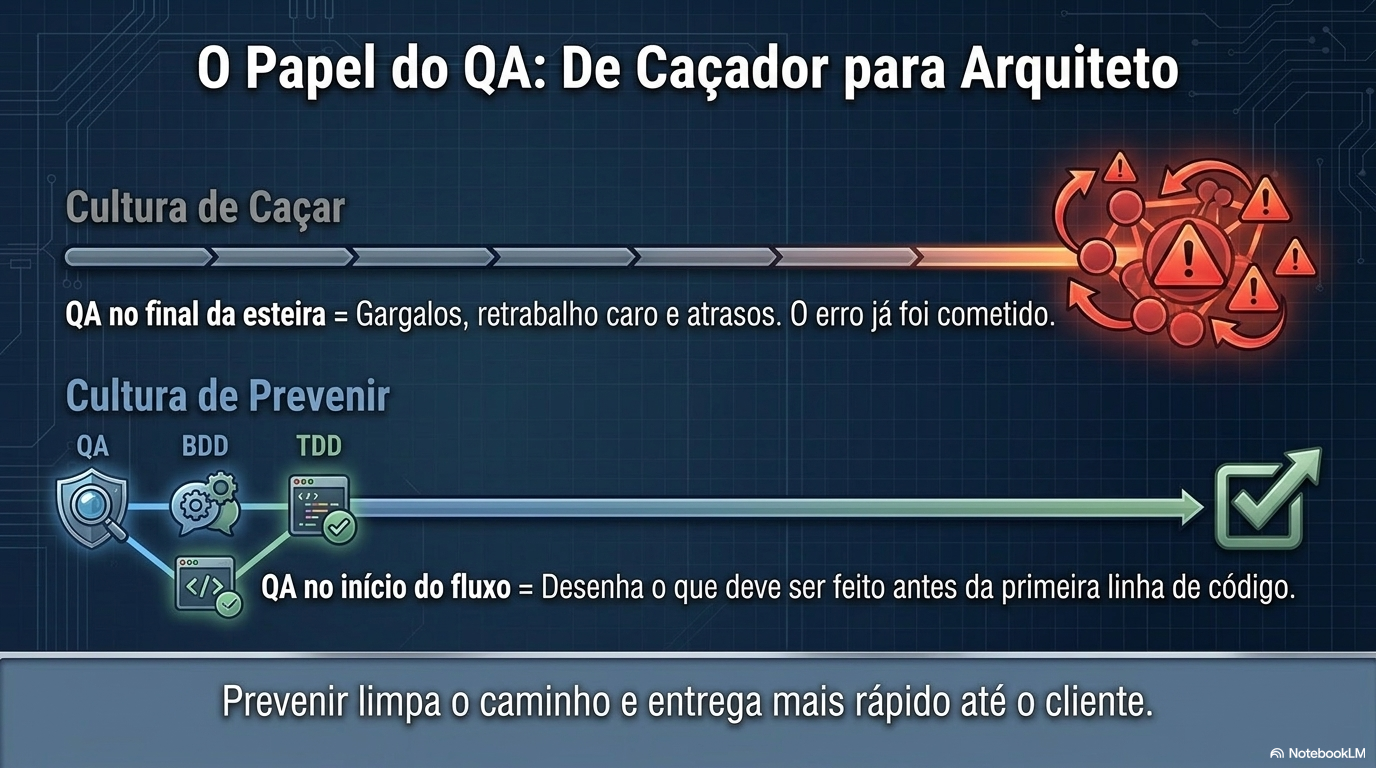 O Papel do QA: De Caçador para Arquiteto
Cultura de Caçar
QA no final da esteira = Gargalos, retrabalho caro e atrasos. O erro já foi cometido.
Cultura de Prevenir
QA BDD TDD
</>
</>
QA no início do fluxo = Desenha o que deve ser feito antes da primeira linha de código.
Prevenir limpa o caminho e entrega mais rápido até o cliente.
NotebookLM